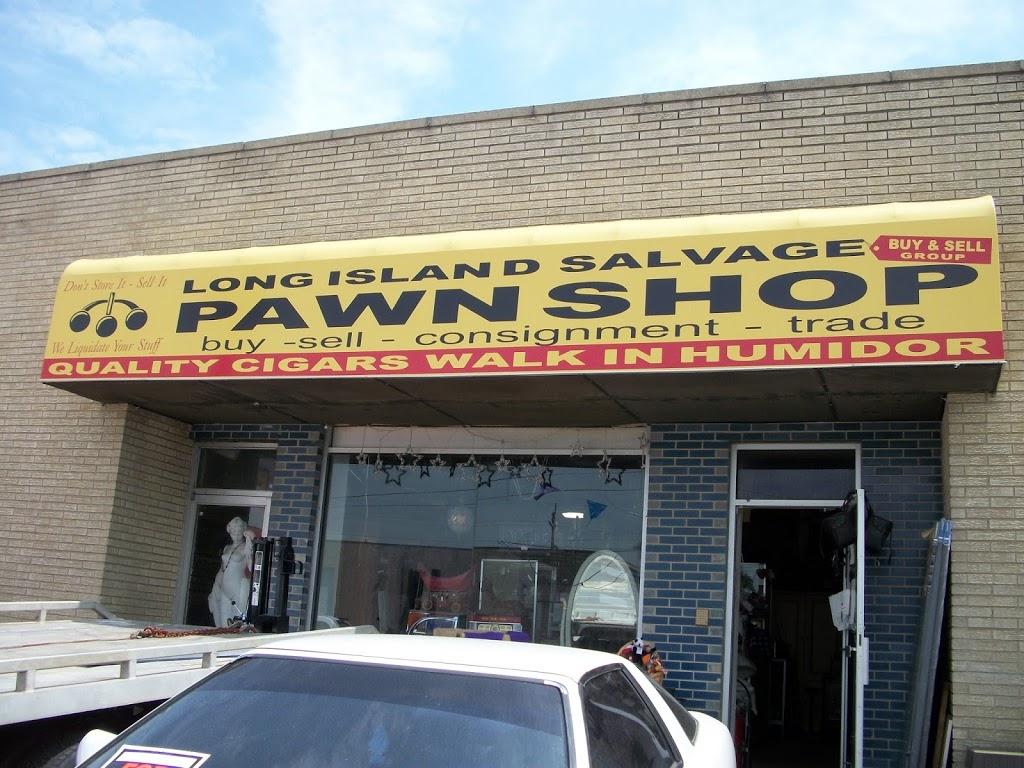 Don't Store It - Sell It
We Liquidate Your Stuff
LONG ISLAND SALVAGE
PAWN SHOP
buy -sell - consignment - trade
BUY & SELL
GROUP
QUALITY CIGARS WALK IN HUMIDOR
FOR